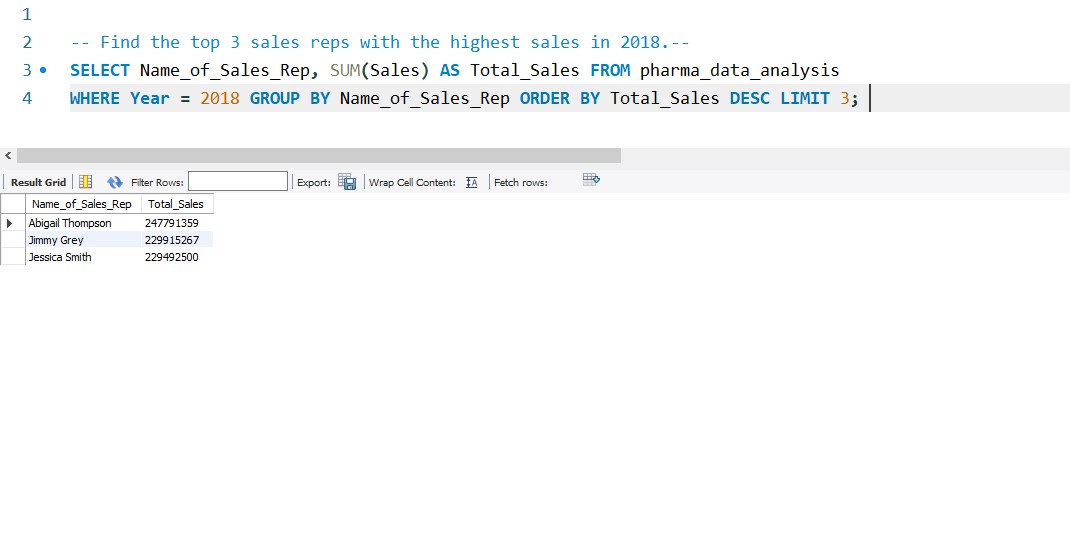 1
2 -- Find the top 3 sales reps with the highest sales in 2018.--
3 SELECT Name_of_Sales_Rep, SUM(Sales) AS Total_Sales FROM pharma_data_analysis
4 WHERE Year = 2018 GROUP BY Name_of_Sales_Rep ORDER BY Total_Sales DESC LIMIT 3;
Result Grid Filter Rows: Export: Wrap Cell Content: Fetch rows:
Name_of_Sales_Rep Total_Sales
Abigail Thompson 247791359
Jimmy Grey 229915267
Jessica Smith 229492500